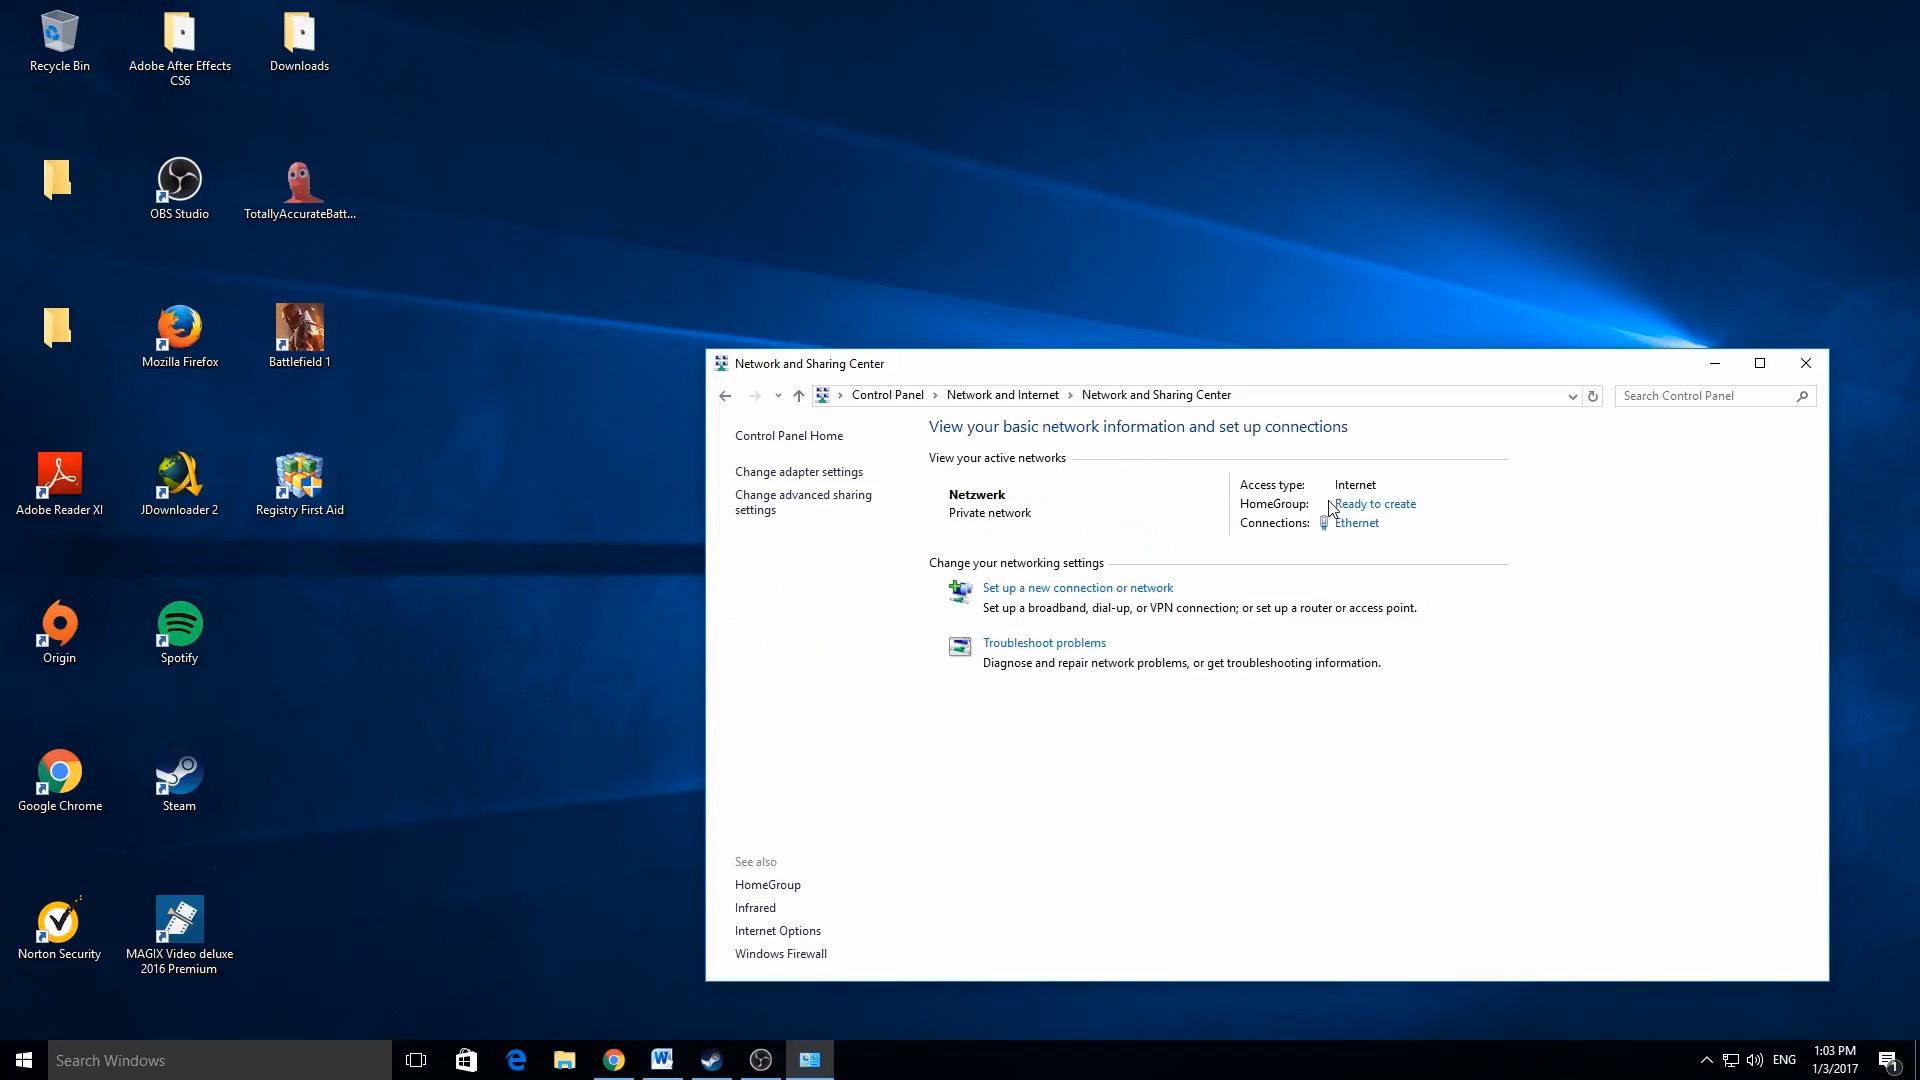 Recycle Bin
Adobe After Effects
CS6
Downloads
OBS Studio
TotallyAccurateBatt...
Mozilla Firefox
Battlefield 1
Adobe Reader XI
JDownloader 2
Registry First Aid
Origin
Spotify
Google Chrome
Steam
Norton Security
MAGIX Video deluxe
2016 Premium
Network and Sharing Center
Control Panel > Network and Internet > Network and Sharing Center
Search Control Panel
Control Panel Home
Change adapter settings
Change advanced sharing
settings
View your basic network information and set up connections
View your active networks
Netzwerk
Private network
Access type: Internet
HomeGroup: Ready to create
Connections: Ethernet
Change your networking settings
Set up a new connection or network
Set up a broadband, dial-up, or VPN connection; or set up a router or access point.
Troubleshoot problems
Diagnose and repair network problems, or get troubleshooting information.
See also
HomeGroup
Infrared
Internet Options
Windows Firewall
Search Windows
ENG
1:03 PM
1/3/2017
1